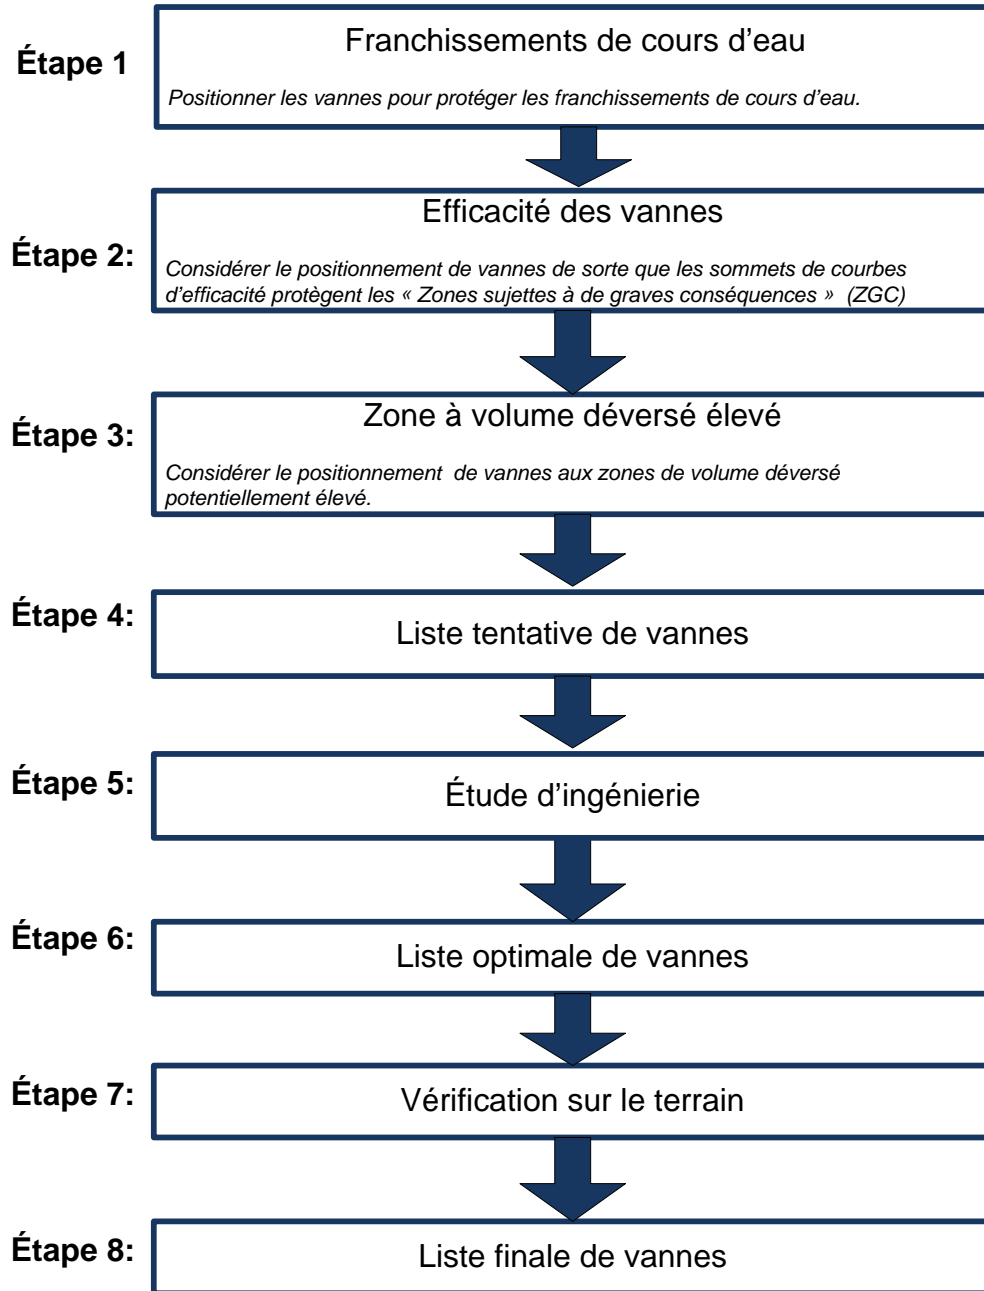 Étape 1
Franchissements de cours d'eau
Positionner les vannes pour protéger les franchissements de cours d'eau.
Étape 2:
Efficacité des vannes
Considérer le positionnement de vannes de sorte que les sommets de courbes
d'efficacité protègent les « Zones sujettes à de graves conséquences » (ZGC)
Étape 3:
Zone à volume déversé élevé
Considérer le positionnement de vannes aux zones de volume déversé
potentiellement élevé.
Étape 4:
Liste tentative de vannes
Étape 5:
Étude d'ingénierie
Étape 6:
Liste optimale de vannes
Étape 7:
Vérification sur le terrain
Étape 8:
Liste finale de vannes